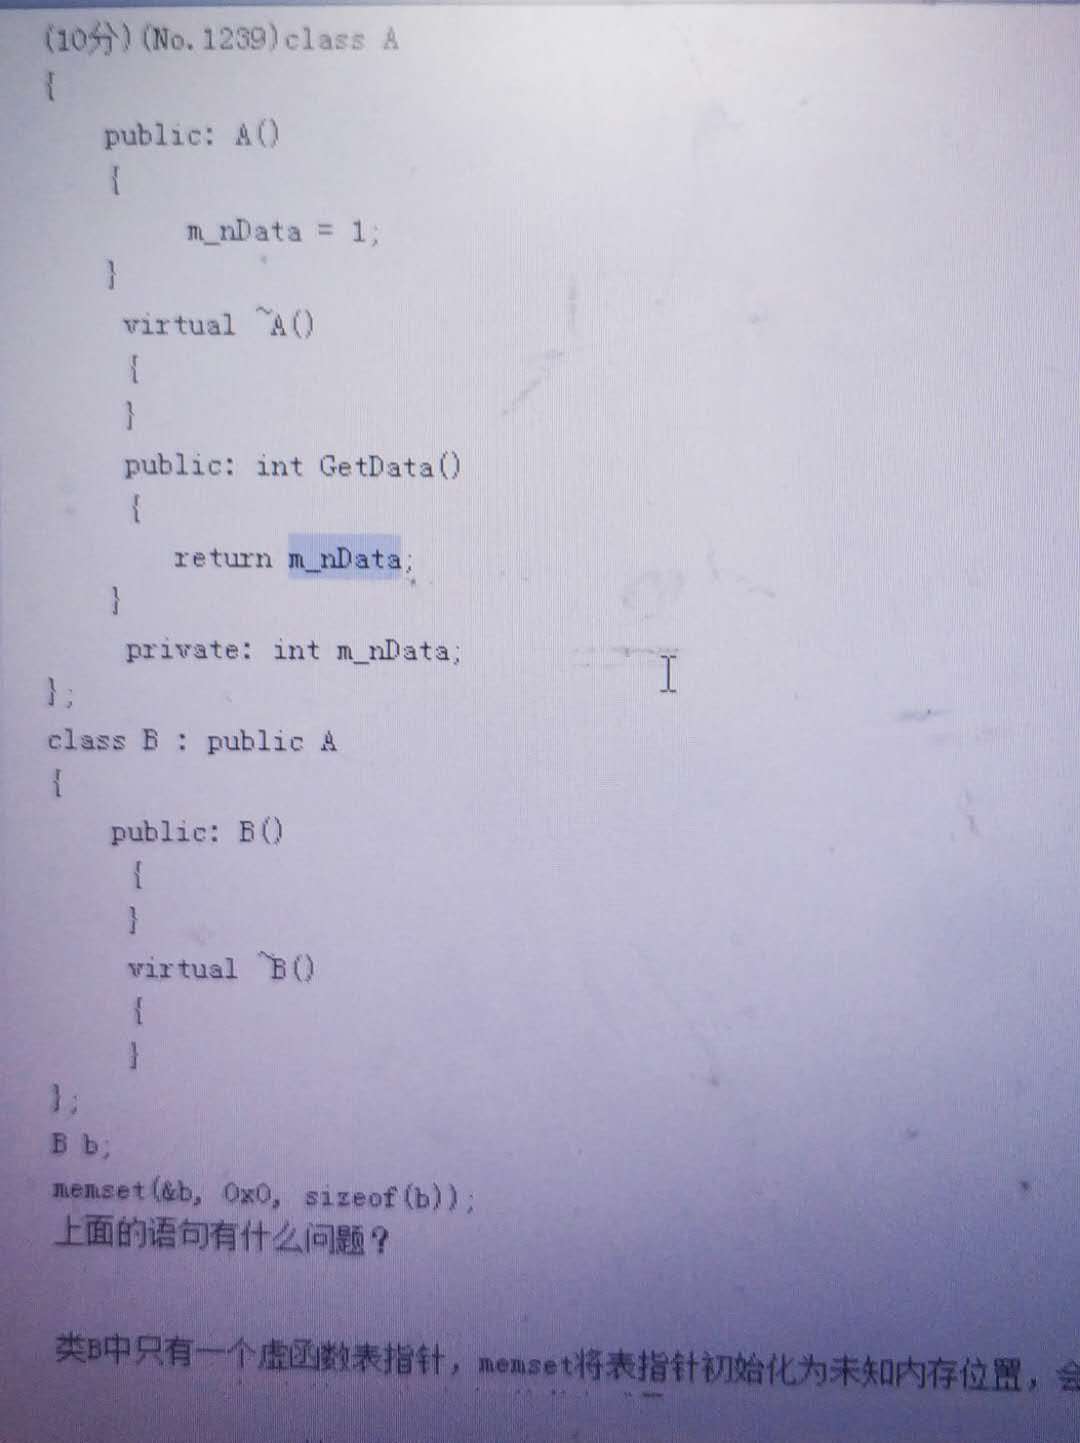 (10分)(No.1239)class A
{
public: A()
{
m_nData = 1;
}
virtual ~A()
{
}
public: int GetData()
{
return m_nData;
}
private: int m_nData;
};
class B : public A
{
public: B()
{
}
virtual ~B()
{
}
};
B b;
memset(&b, 0x0, sizeof(b));
上面的语句有什么问题？
类B中只有一个虚函数表指针，memset将表指针初始化为未知内存位置，会